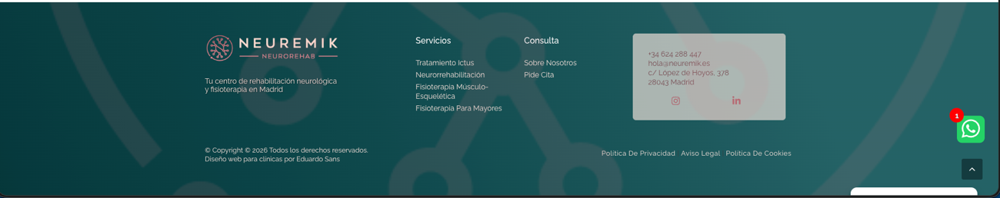 NEUREMIK
NEUROREHAB
Tu centro de rehabilitación neurológica
y fisioterapia en Madrid
Servicios
Tratamiento Ictus
Neurorrehabilitación
Fisioterapia Músculo-
Esquelética
Fisioterapia Para Mayores
Consulta
Sobre Nosotros
Pide Cita
+34 624 288 447
hola@neuremik.es
c/ López de Hoyos, 378
28043 Madrid
in
1
© Copyright © 2026 Todos los derechos reservados.
Diseño web para clinicas por Eduardo Sans
Política De Privacidad Aviso Legal Política De Cookies